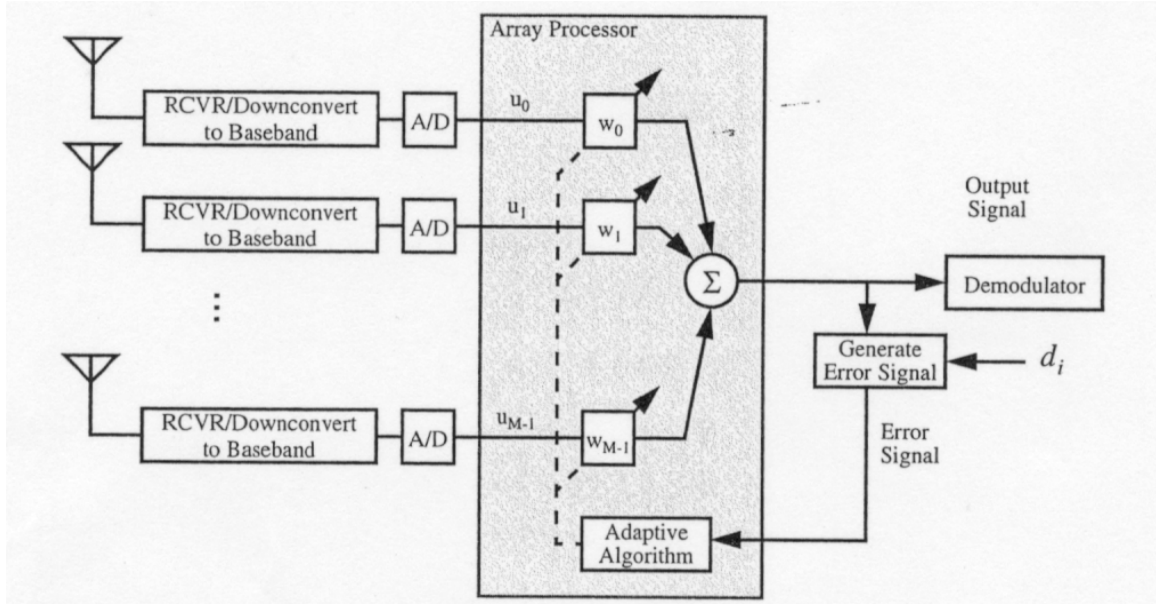 Array Processor
RCVR/Downconvert
to Baseband
A/D
u0
w0
RCVR/Downconvert
to Baseband
A/D
u1
w1
Output
Signal
Σ
Demodulator
...
Generate
Error Signal
di
RCVR/Downconvert
to Baseband
A/D
uM-1
wM-1
Error
Signal
Adaptive
Algorithm